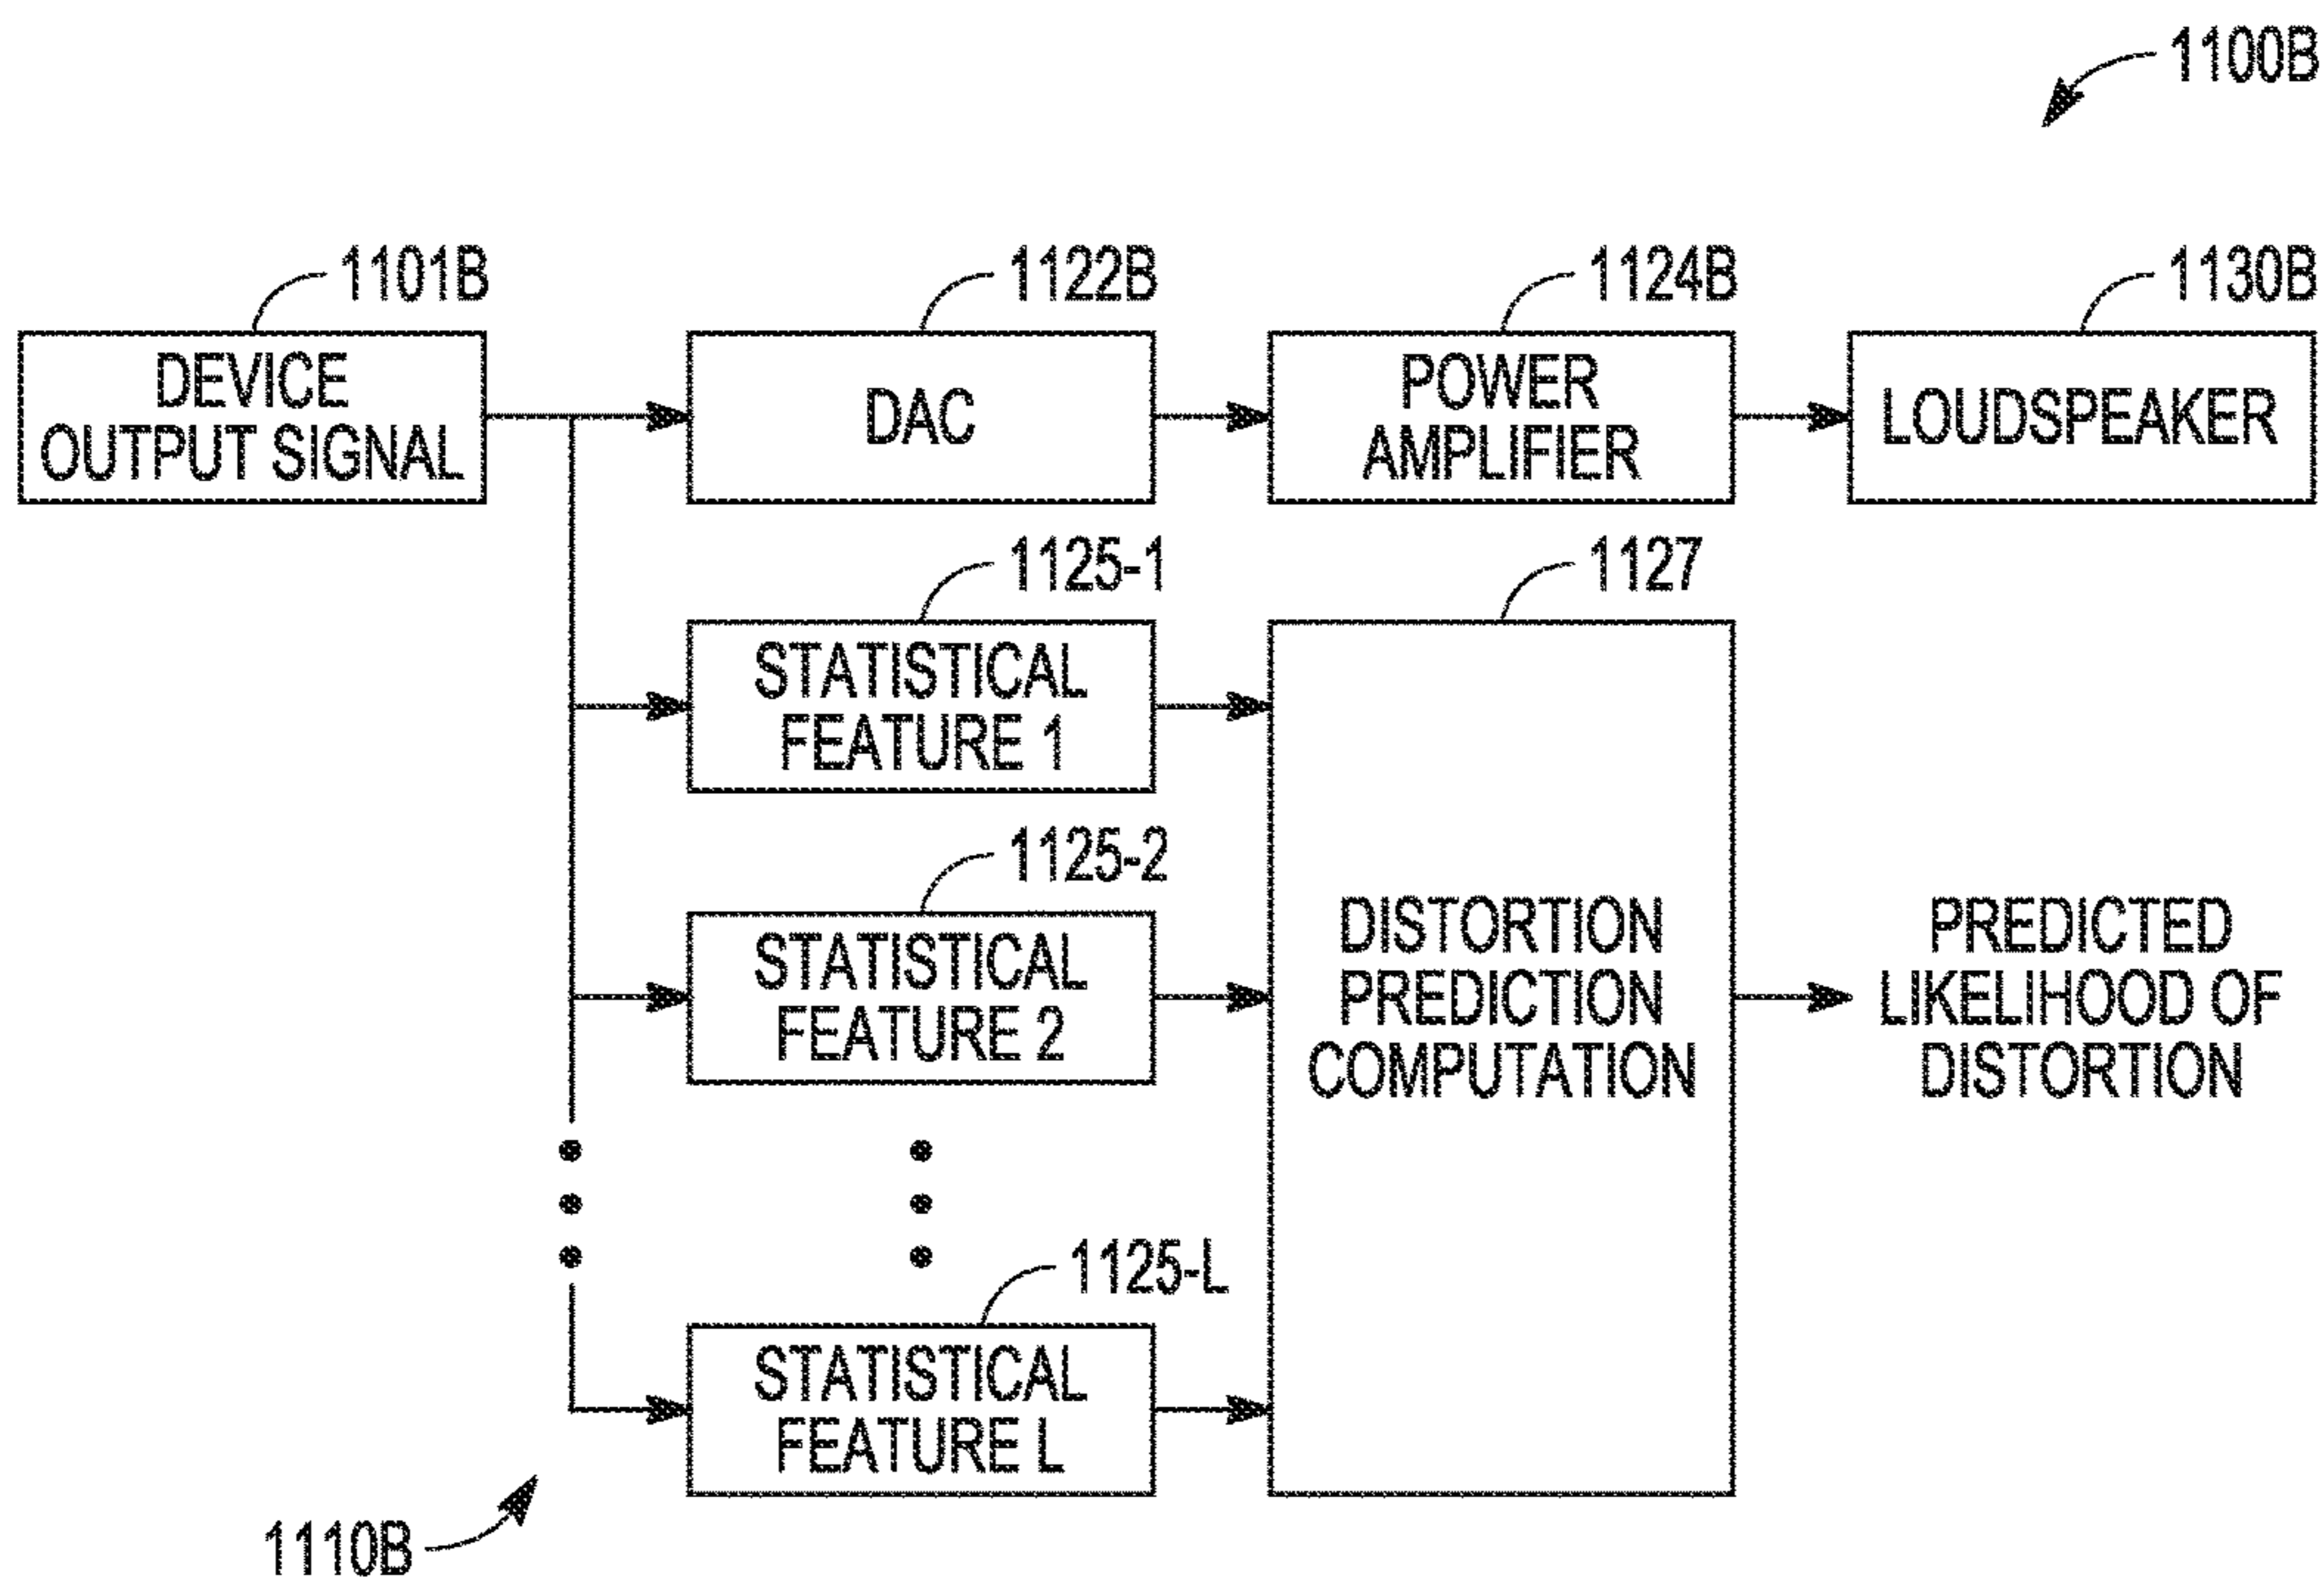 1100B
1101B
1122B
1124B
1130B
DEVICE
OUTPUT SIGNAL
DAC
POWER
AMPLIFIER
LOUDSPEAKER
1125-1
1127
STATISTICAL
FEATURE 1
1125-2
STATISTICAL
FEATURE 2
DISTORTION
PREDICTION
COMPUTATION
PREDICTED
LIKELIHOOD OF
DISTORTION
1125-L
STATISTICAL
FEATURE L
1110B